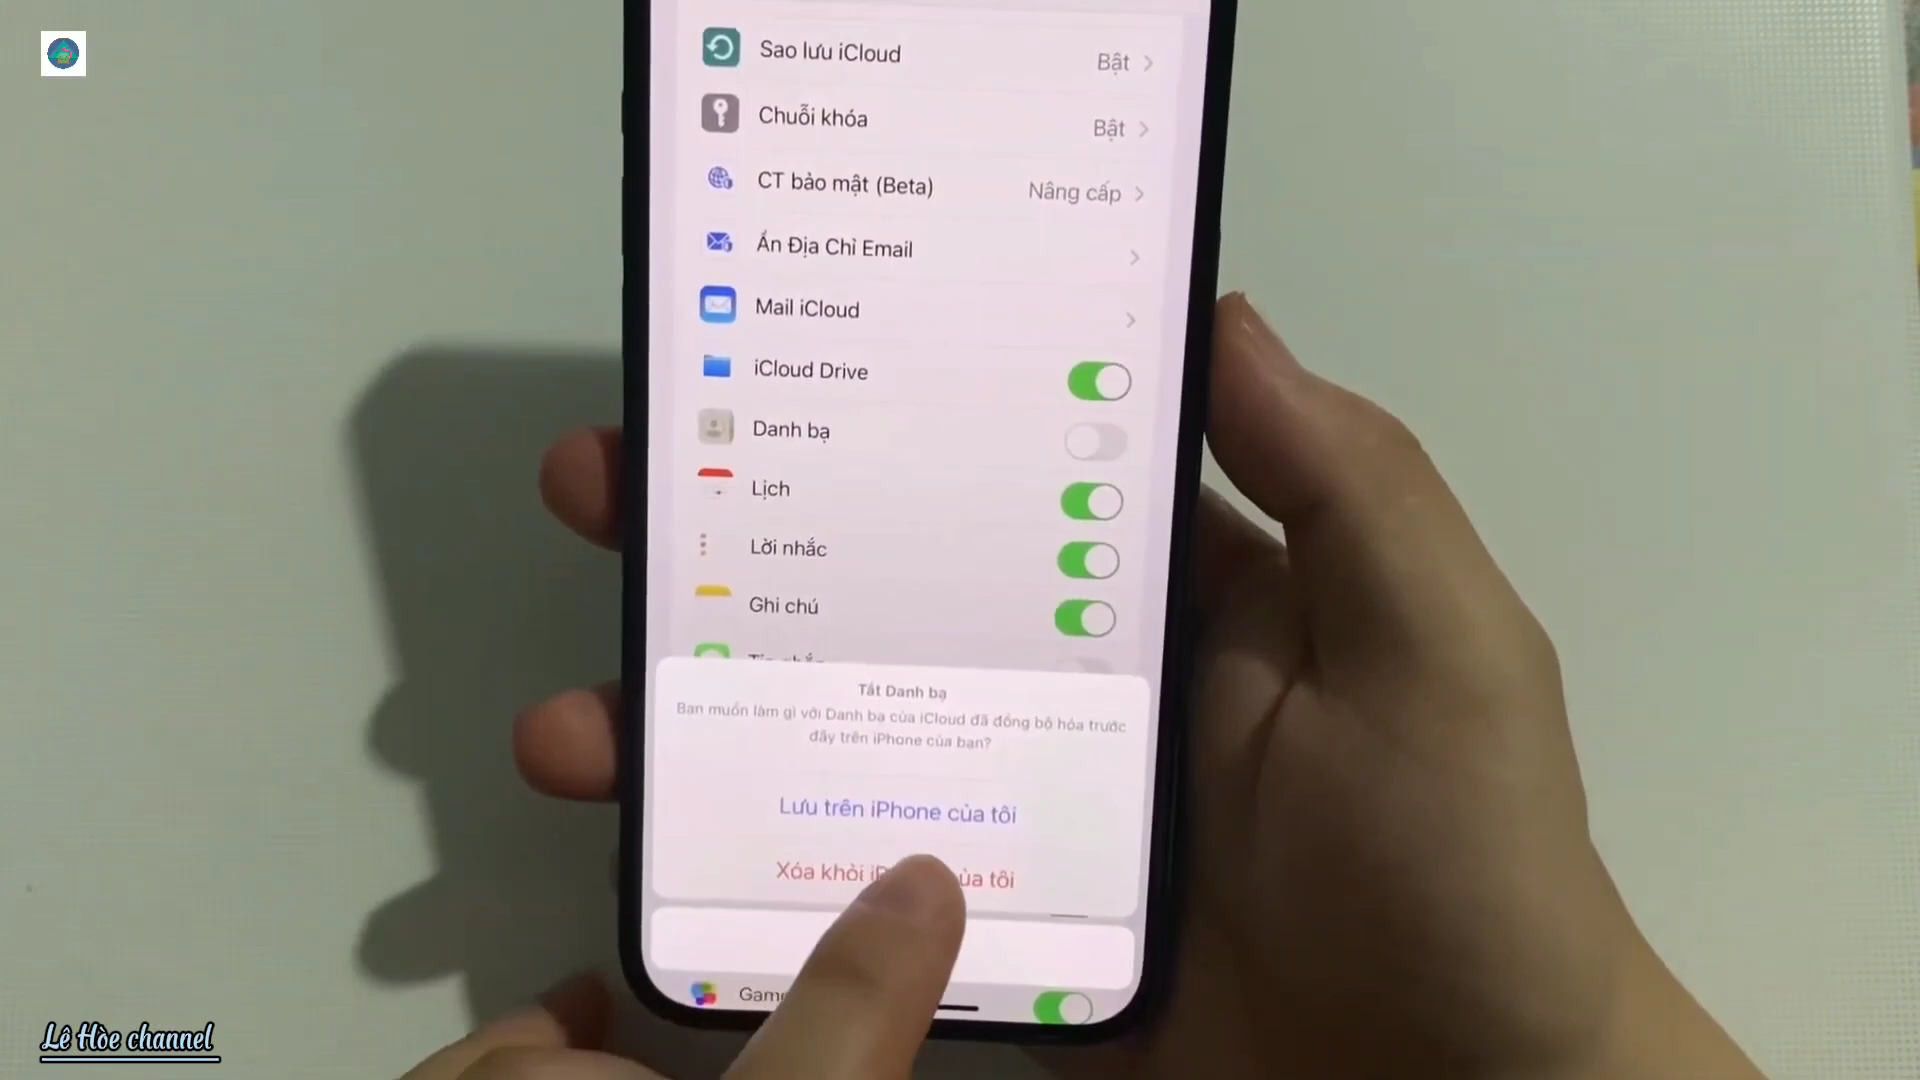 Sao lưu iCloud
Bật
Chuỗi khóa
Bật
CT bảo mật (Beta)
Nâng cấp
Ẩn Địa Chỉ Email
Mail iCloud
iCloud Drive
Danh bạ
Lịch
Lời nhắc
Ghi chú
Tắt Danh bạ
Bạn muốn làm gì với Danh bạ của iCloud đã đồng bộ hóa trước
đây trên iPhone của bạn?
Lưu trên iPhone của tôi
Xóa khỏi của tôi
Lê Hòe channel